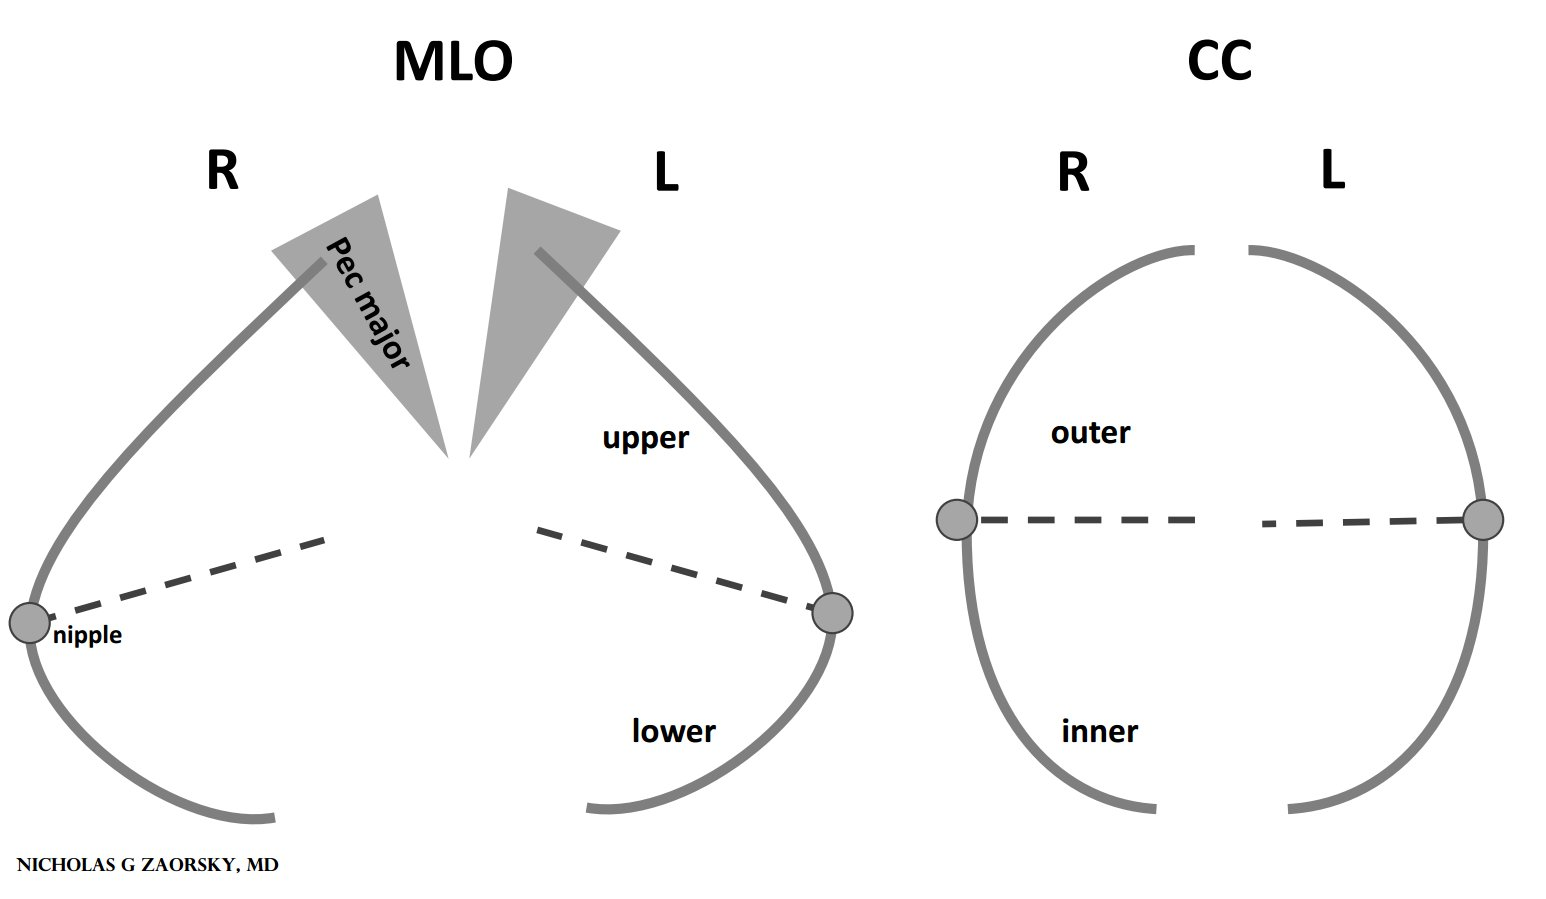 MLO
CC
R
L
R
L
Pec major
upper
outer
nipple
lower
inner
NICHOLAS G ZAORSKY, MD